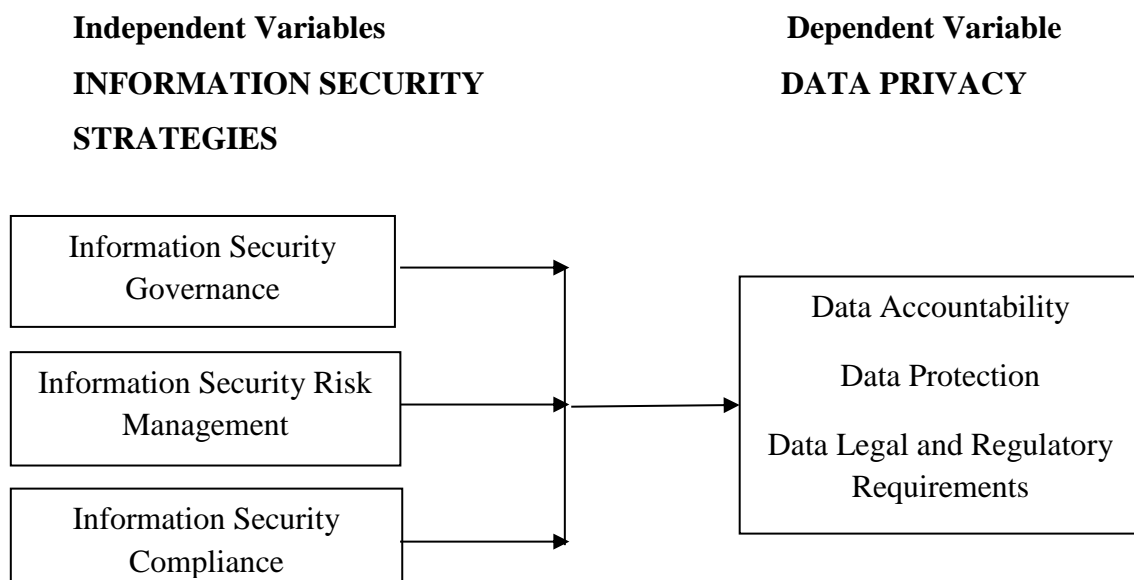 Independent Variables
Dependent Variable
INFORMATION SECURITY
DATA PRIVACY
STRATEGIES
Information Security
Governance
Information Security Risk
Management
Information Security
Compliance
Data Accountability
Data Protection
Data Legal and Regulatory
Requirements